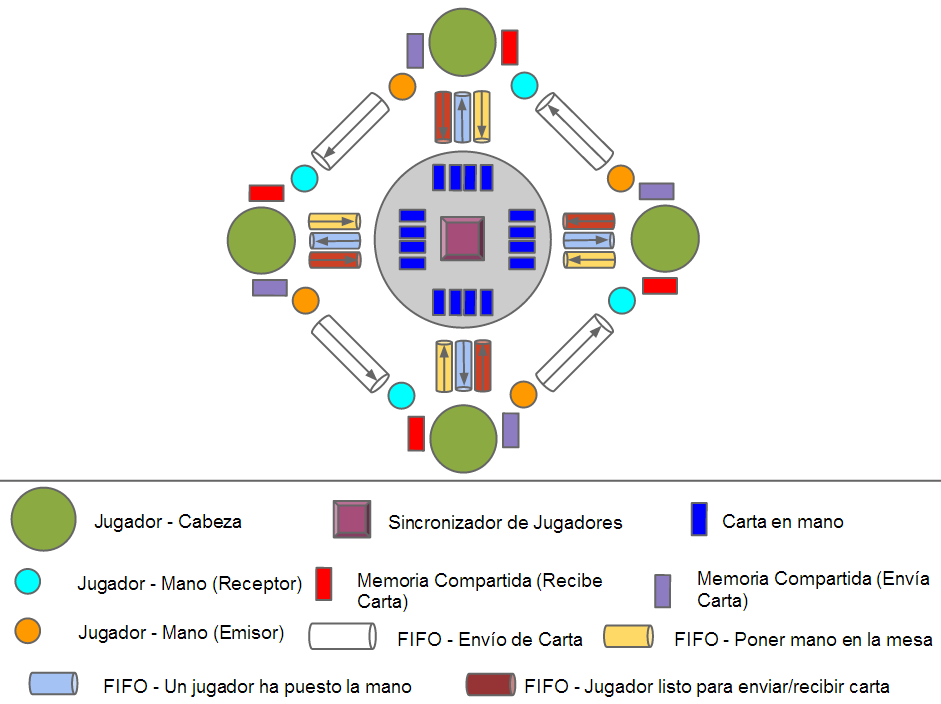 Jugador - Cabeza
Sincronizador de Jugadores
Carta en mano
Jugador - Mano (Receptor)
Memoria Compartida (Recibe
Carta)
Memoria Compartida (Envía
Carta)
Jugador - Mano (Emisor)
FIFO - Envío de Carta
FIFO - Poner mano en la mesa
FIFO - Un jugador ha puesto la mano
FIFO - Jugador listo para enviar/recibir carta